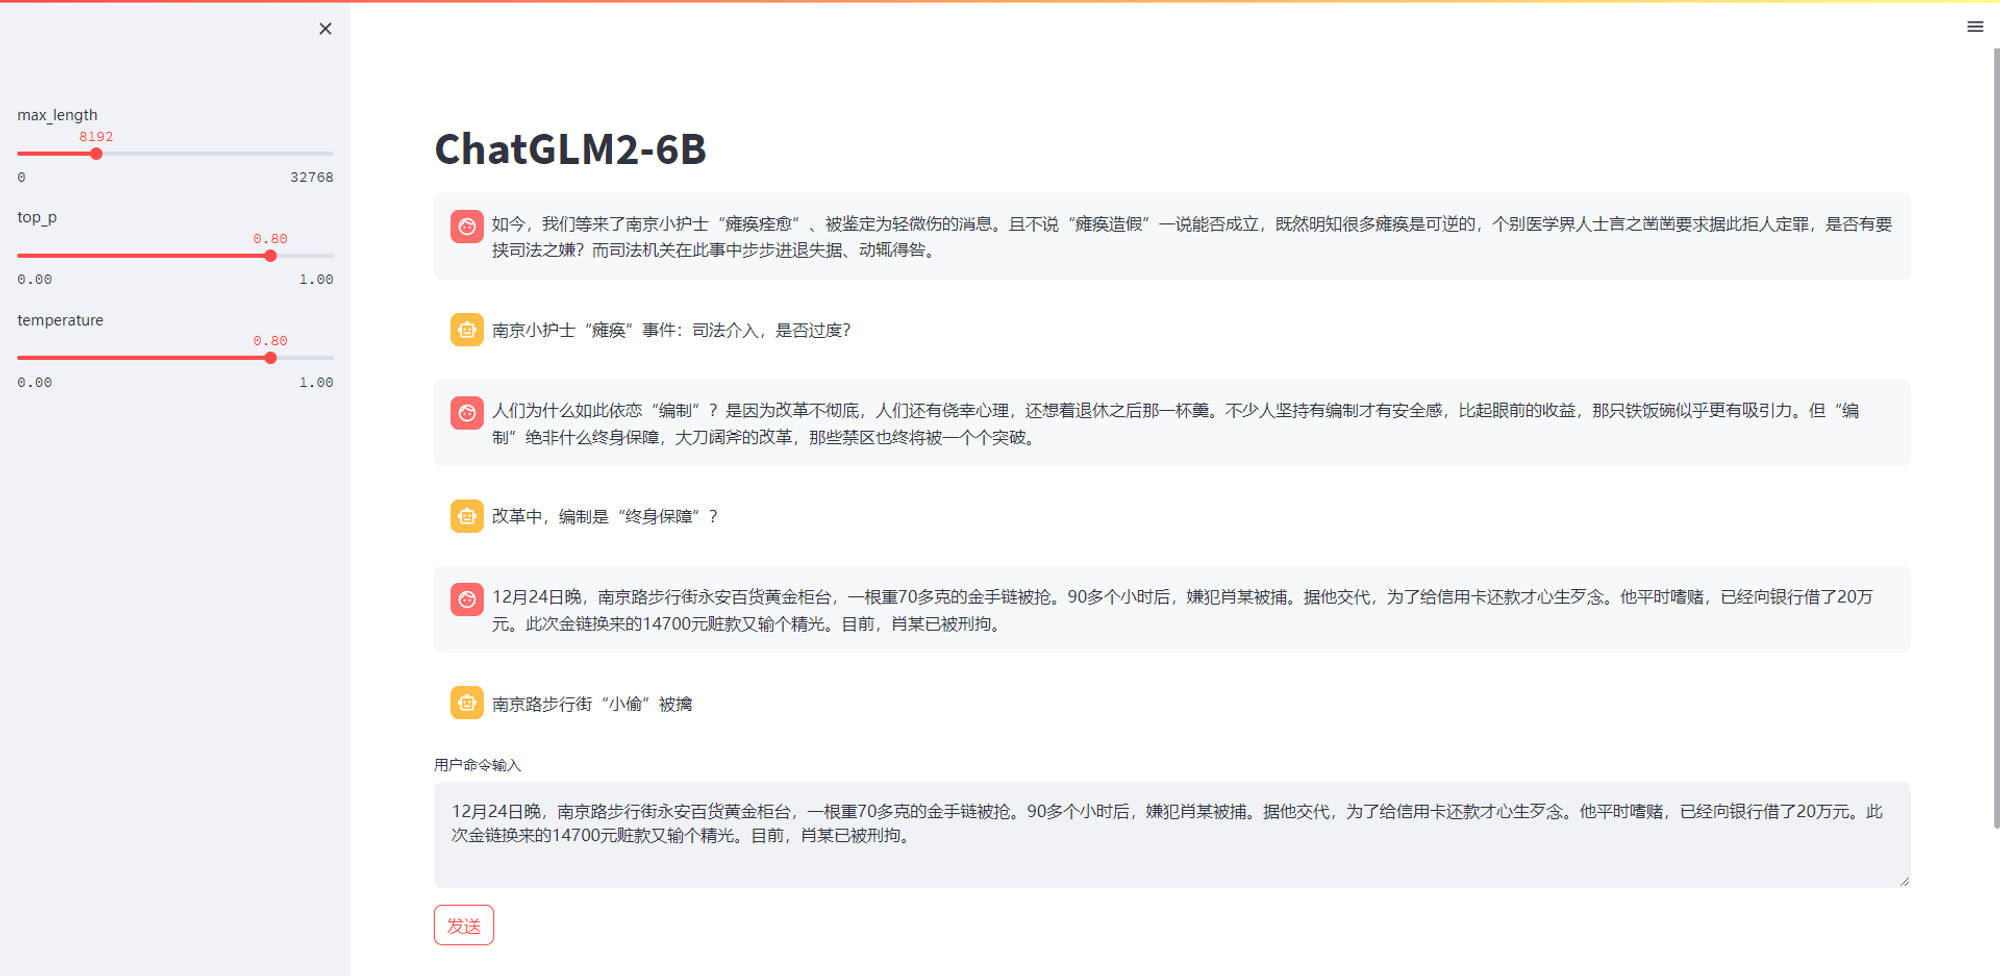 max_length
8192
0 32768
top_p
0.80
0.00 1.00
temperature
0.80
0.00 1.00
ChatGLM2-6B
如今，我们等来了南京小护士“瘫痪痊愈”、被鉴定为轻微伤的消息。且不说“瘫痪造假”一说能否成立，既然明知很多瘫痪是可逆的，个别医学界人士言之凿凿要求据此拒人定罪，是否有要
挟司法之嫌？而司法机关在此事中步步进退失据、动辄得咎。
南京小护士“瘫痪”事件：司法介入，是否过度？
人们为什么如此依恋“编制”？是因为改革不彻底，人们还有侥幸心理，还想着退休之后那一杯羹。不少人坚持有编制才有安全感，比起眼前的收益，那只铁饭碗似乎更有吸引力。但“编
制”绝非什么终身保障，大刀阔斧的改革，那些禁区也终将被一个个突破。
改革中，编制是“终身保障”？
12月24日晚，南京路步行街永安百货黄金柜台，一根重70多克的金手链被抢。90多个小时后，嫌犯肖某被捕。据他交代，为了给信用卡还款才心生歹念。他平时嗜赌，已经向银行借了20万
元。此次金链换来的14700元赃款又输个精光。目前，肖某已被刑拘。
南京路步行街“小偷”被擒
用户命令输入
12月24日晚，南京路步行街永安百货黄金柜台，一根重70多克的金手链被抢。90多个小时后，嫌犯肖某被捕。据他交代，为了给信用卡还款才心生歹念。他平时嗜赌，已经向银行借了20万元。此
次金链换来的14700元赃款又输个精光。目前，肖某已被刑拘。
发送